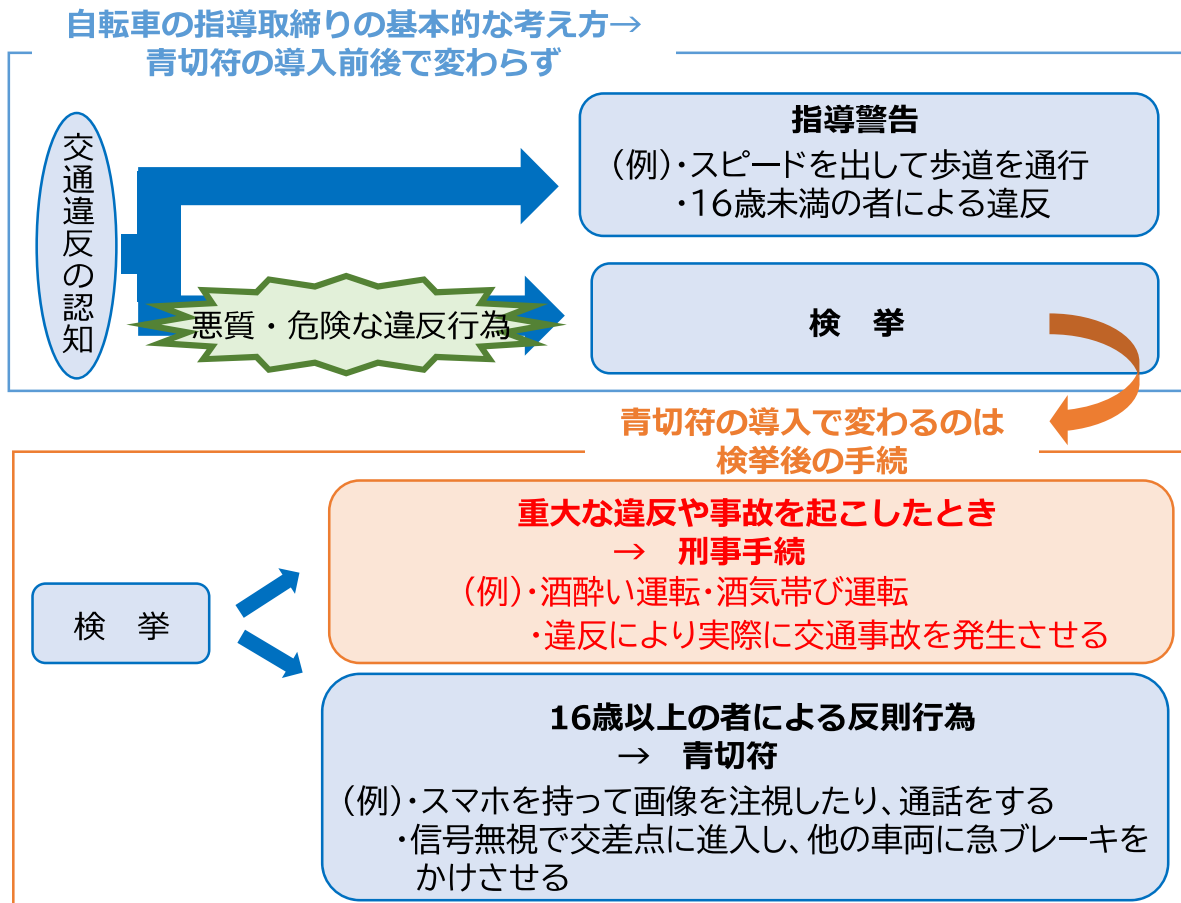 自転車の指導取締りの基本的な考え方→
青切符の導入前後で変わらず
交通違反の認知
指導警告
（例）・スピードを出して歩道を通行
・16歳未満の者による違反
悪質・危険な違反行為
検　挙
青切符の導入で変わるのは
検挙後の手続
検　挙
重大な違反や事故を起こしたとき
→　刑事手続
（例）・酒酔い運転・酒気帯び運転
・違反により実際に交通事故を発生させる
16歳以上の者による反則行為
→　青切符
（例）・スマホを持って画像を注視したり、通話をする
・信号無視で交差点に進入し、他の車両に急ブレーキを
かけさせる